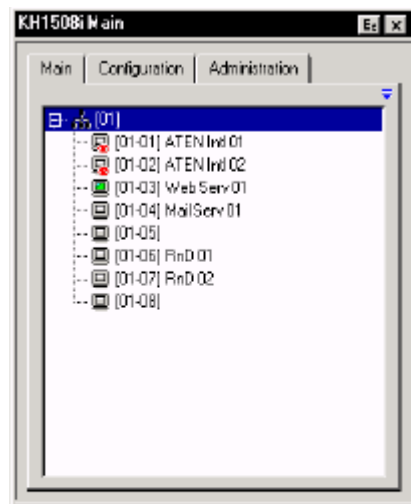 KH1508i Main
Main Configuration Administration
[01]
[01-01] ATEN Intl 01
[01-02] ATEN Intl 02
[01-03] Web Serv 01
[01-04] MailServ 01
[01-05]
[01-06] RnD 01
[01-07] RnD 02
[01-08]